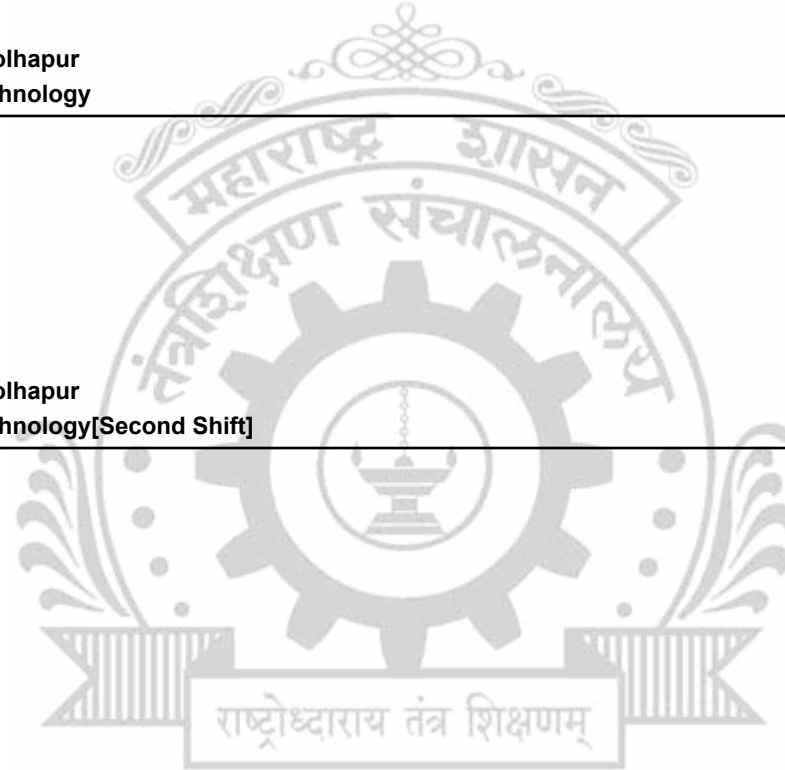 olhapur
hnology
महाराष्ट्र शासन
तंत्रशिक्षण संचालनालय
olhapur
hnology[Second Shift]
राष्ट्रोध्दाराय तंत्र शिक्षणम्